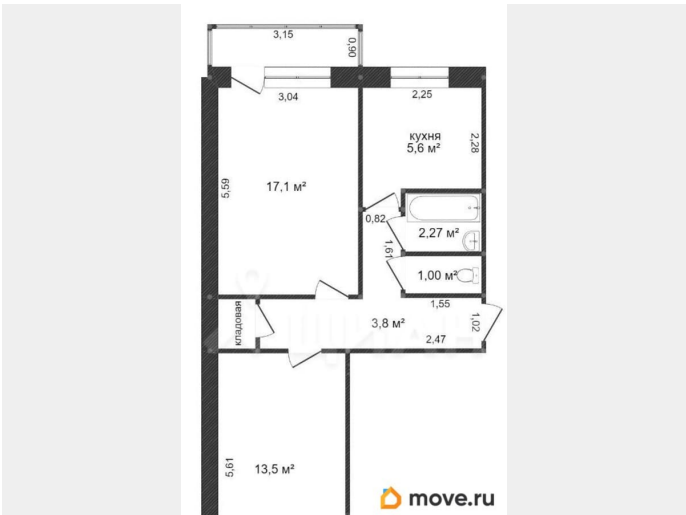 3,15
0,90
3,04
2,25
кухня
5,6 м²
2,28
5,59
17,1 м²
0,82
2,27 м²
1,61
1,00 м²
1,55
кладовая
3,8 м²
1,02
2,47
ЦИАН
5,61
13,5 м²
move.ru